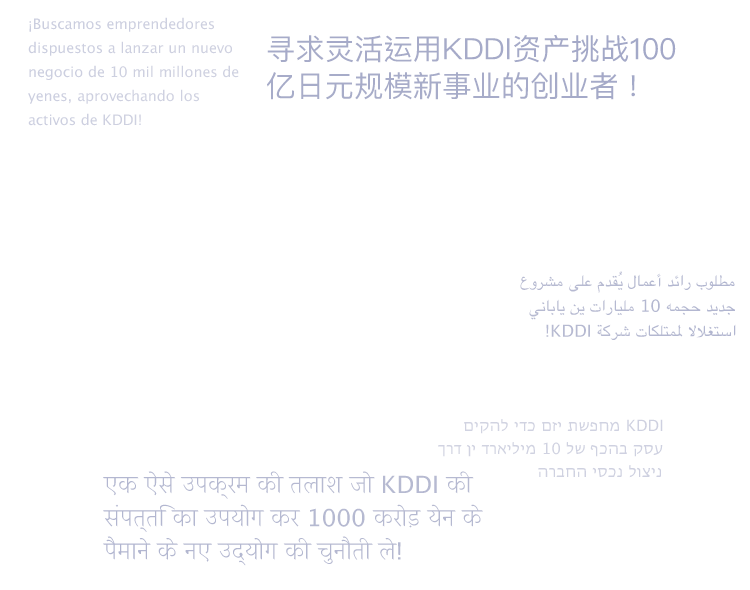 ¡Buscamos emprendedores
dispuestos a lanzar un nuevo
negocio de 10 mil millones de
yenes, aprovechando los
activos de KDDI!
寻求灵活运用KDDI资产挑战100
亿日元规模新事业的创业者！
مطلوب رائد أعمال يُقدم على مشروع
جديد حجمه 10 مليارات ين ياباني
استغلالا لممتلكات شركة KDDI!
KDDI מחפשת יזם כדי להקים
עסק בהכף של 10 מיליארד ין דרך
ניצול נכסי החברה
एक ऐसे उपक्रम की तलाश जो KDDI की
संपत्ति का उपयोग कर 1000 करोड़ येन के
पैमाने के नए उद्योग की चुनौती ले!